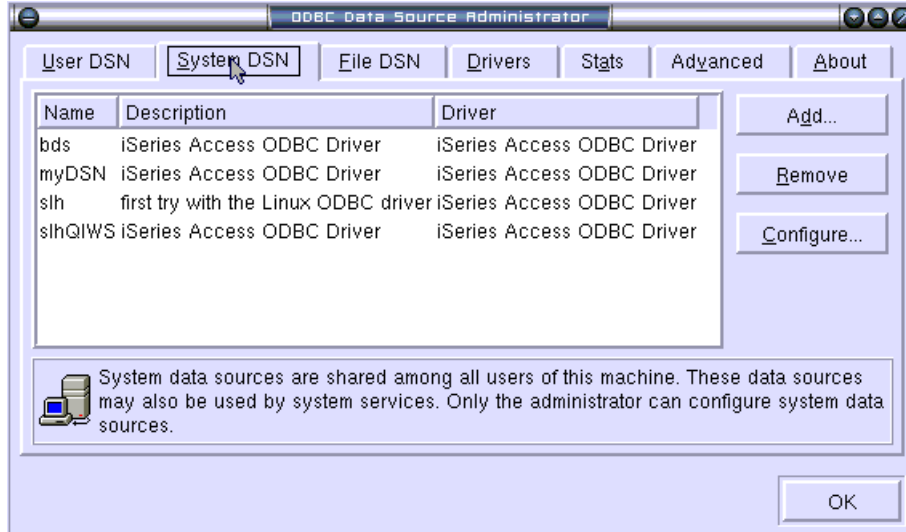 ODBC Data Source Administrator
User DSN System DSN File DSN Drivers Stats Advanced About
Name Description Driver
bds iSeries Access ODBC Driver iSeries Access ODBC Driver
myDSN iSeries Access ODBC Driver iSeries Access ODBC Driver
slh first try with the Linux ODBC driver iSeries Access ODBC Driver
slhQIWS iSeries Access ODBC Driver iSeries Access ODBC Driver
Add...
Remove
Configure...
System data sources are shared among all users of this machine. These data sources
may also be used by system services. Only the administrator can configure system data
sources.
OK